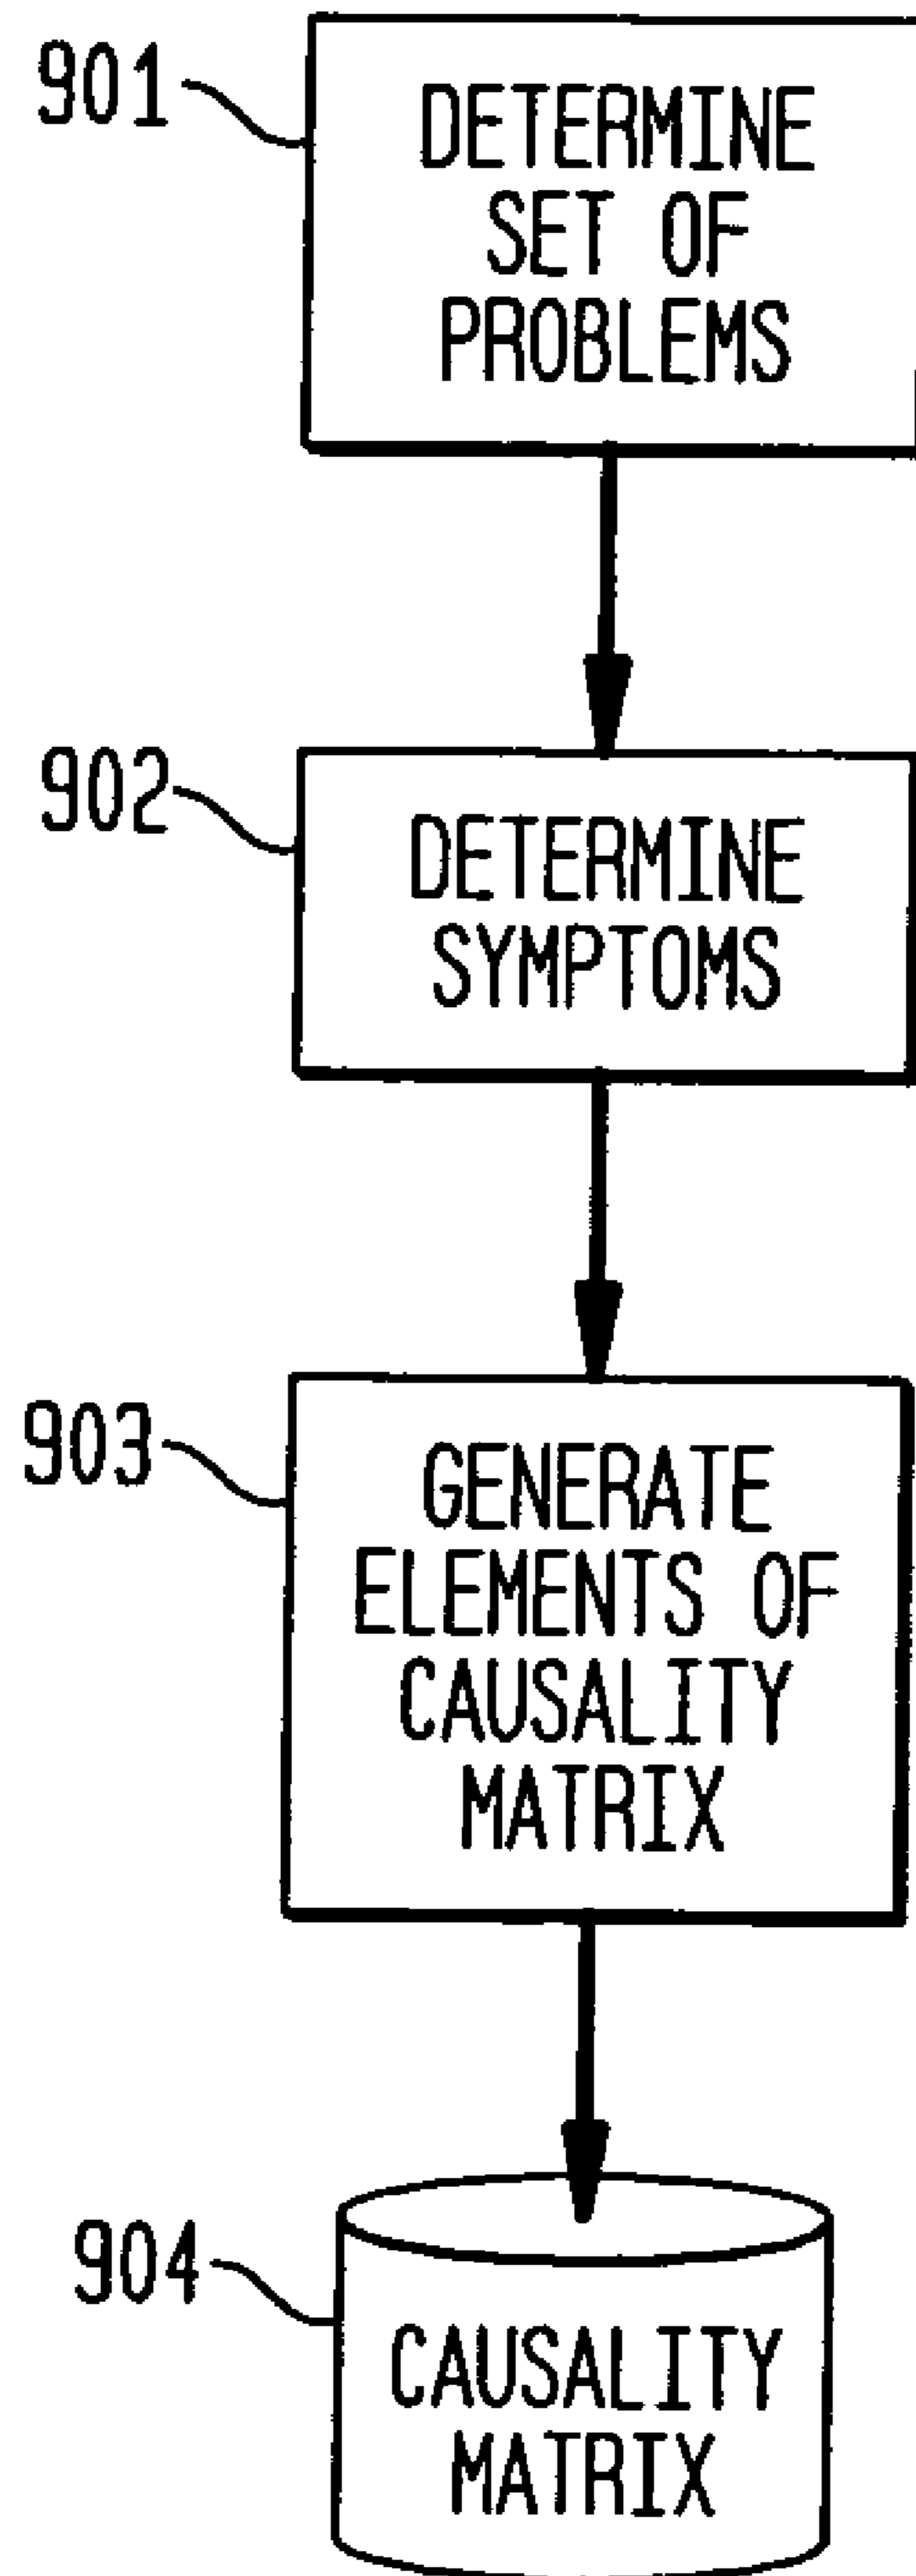 901
DETERMINE
SET OF
PROBLEMS
902
DETERMINE
SYMPTOMS
903
GENERATE
ELEMENTS OF
CAUSALITY
MATRIX
904
CAUSALITY
MATRIX